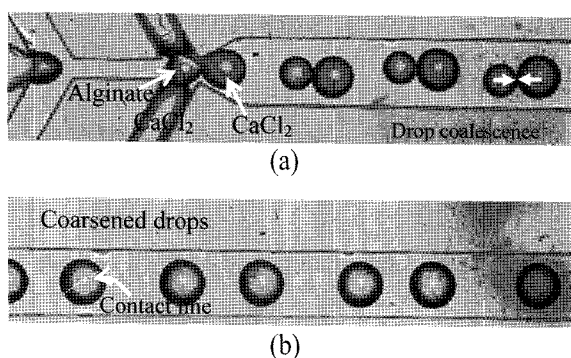 Alginate
CaCl2
CaCl2
Drop coalescence
(a)
Coarsened drops
Contact line
(b)